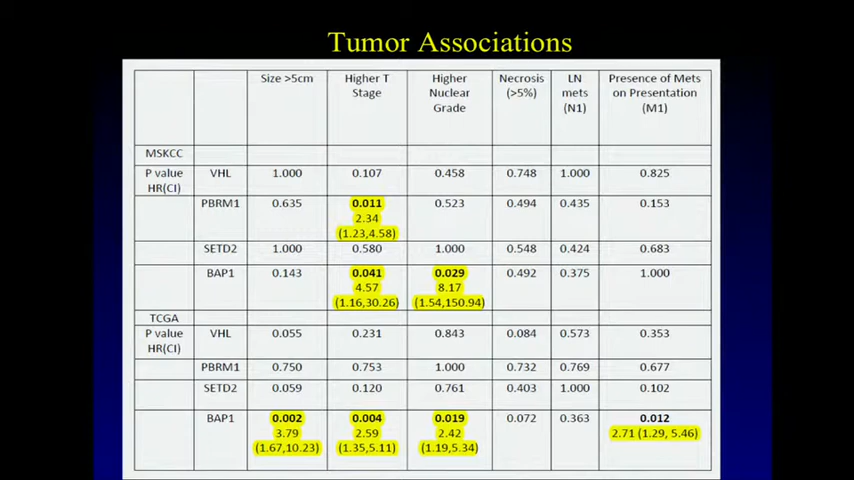 Tumor Associations
Size >5cm Higher T Stage Higher Nuclear Grade Necrosis (>5%) LN mets (N1) Presence of Mets on Presentation (M1)
MSKCC
P value HR(CI) VHL 1.000 0.107 0.458 0.748 1.000 0.825
PBRM1 0.635 0.011 2.34 (1.23,4.58) 0.523 0.494 0.435 0.153
SETD2 1.000 0.580 1.000 0.548 0.424 0.683
BAP1 0.143 0.041 4.57 (1.16,30.26) 0.029 8.17 (1.54,150.94) 0.492 0.375 1.000
TCGA
P value HR(CI) VHL 0.055 0.231 0.843 0.084 0.573 0.353
PBRM1 0.750 0.753 1.000 0.732 0.769 0.677
SETD2 0.059 0.120 0.761 0.403 1.000 0.102
BAP1 0.002 3.79 (1.67,10.23) 0.004 2.59 (1.35,5.11) 0.019 2.42 (1.19,5.34) 0.072 0.363 0.012 2.71 (1.29, 5.46)